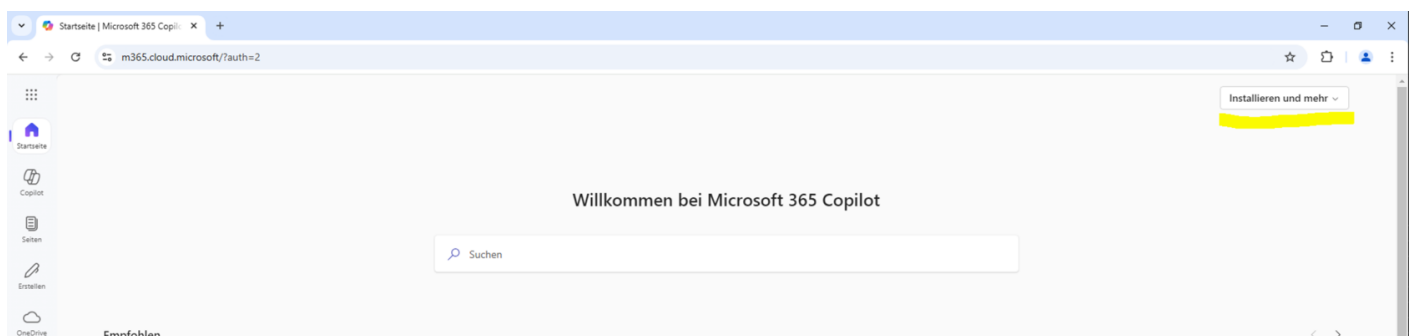 Startseite | Microsoft 365 Copilo
m365.cloud.microsoft/?auth=2
Installieren und mehr
Startseite
Copilot
Seiten
Erstellen
OneDrive
Willkommen bei Microsoft 365 Copilot
Suchen
Empfohlen